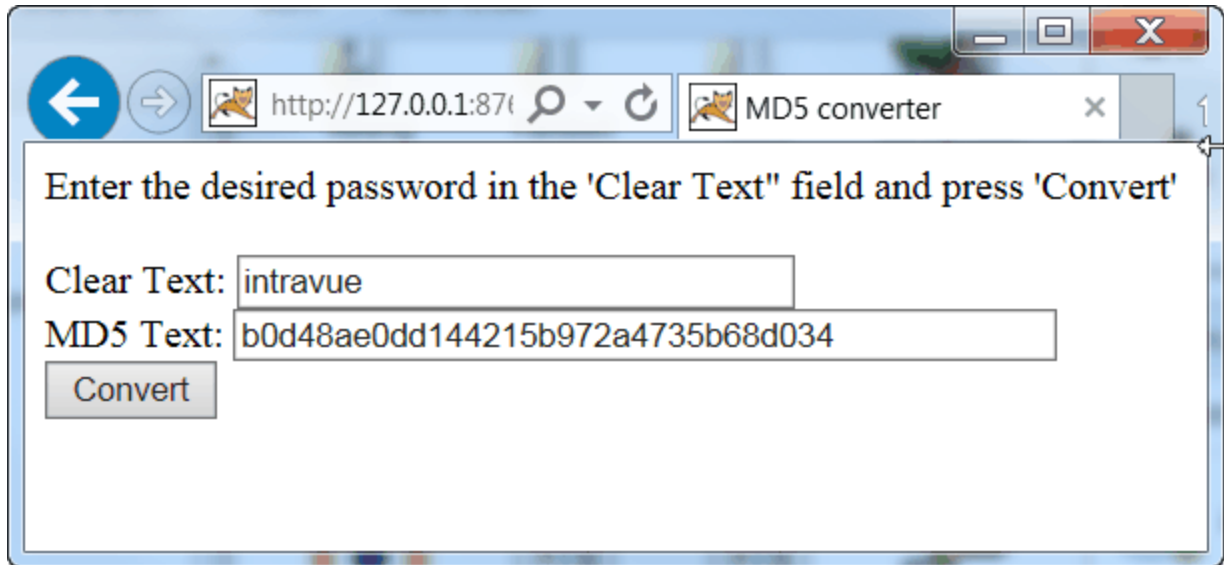 http://127.0.0.1:876
MD5 converter
Enter the desired password in the 'Clear Text" field and press 'Convert'
Clear Text: intravue
MD5 Text: b0d48ae0dd144215b972a4735b68d034
Convert